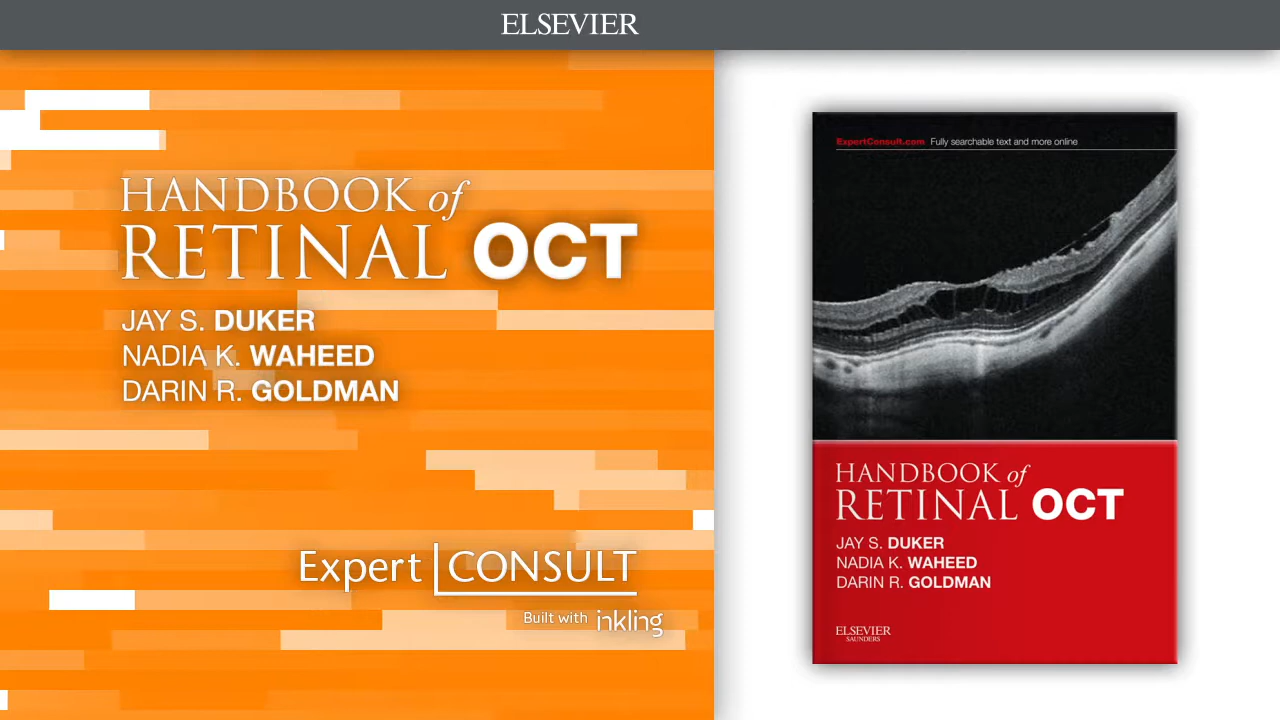 ELSEVIER
HANDBOOK of
RETINAL OCT
JAY S. DUKER
NADIA K. WAHEED
DARIN R. GOLDMAN
Expert CONSULT
Built with inkling
ExpertConsult.com Fully searchable text and more online
HANDBOOK of
RETINAL OCT
JAY S. DUKER
NADIA K. WAHEED
DARIN R. GOLDMAN
ELSEVIER
SAUNDERS